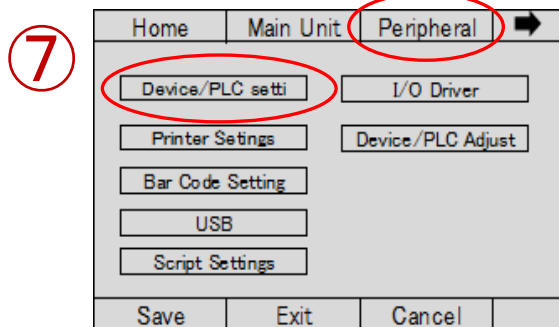 ⑦
Home Main Unit Peripheral
Device/PLC setti I/O Driver
Printer Setings Device/PLC Adjust
Bar Code Setting
USB
Script Settings
Save Exit Cancel